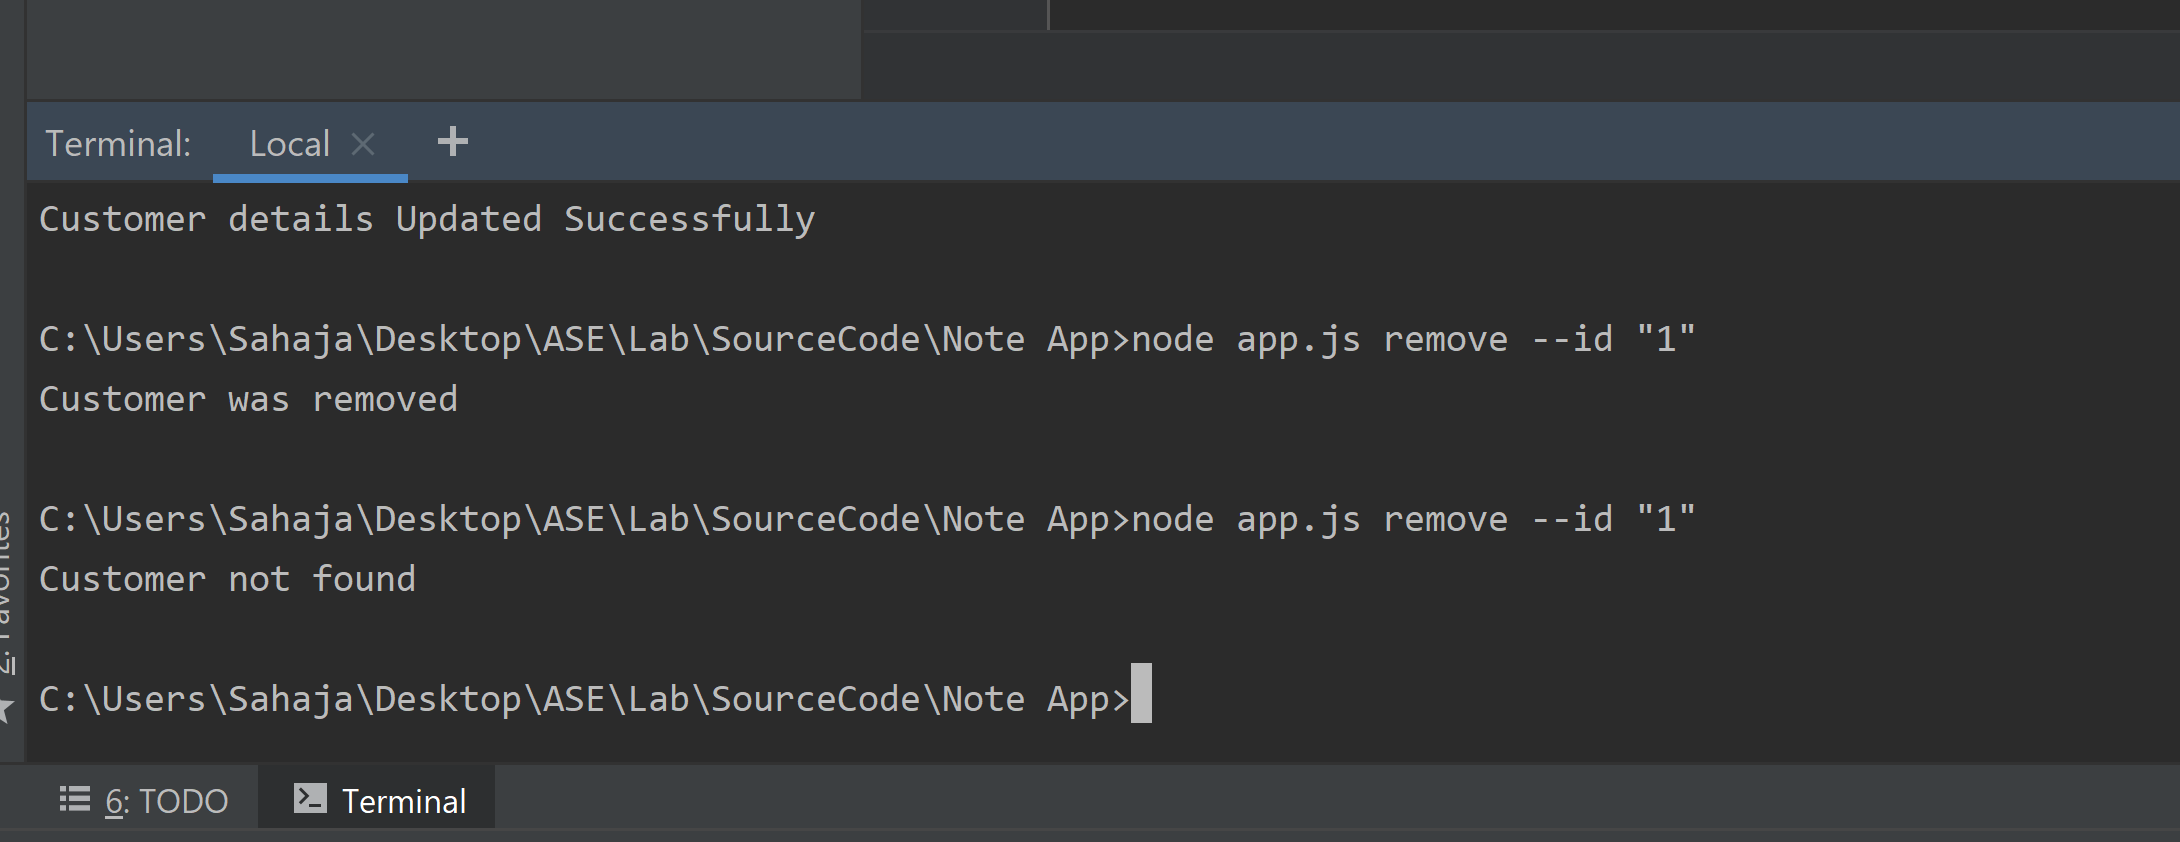 Terminal: Local
Customer details Updated Successfully
C:\Users\Sahaja\Desktop\ASE\Lab\SourceCode\Note App>node app.js remove --id "1"
Customer was removed
C:\Users\Sahaja\Desktop\ASE\Lab\SourceCode\Note App>node app.js remove --id "1"
Customer not found
C:\Users\Sahaja\Desktop\ASE\Lab\SourceCode\Note App>
2: Favorites
6: TODO Terminal